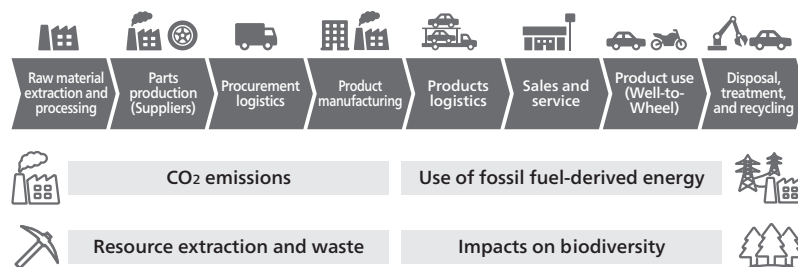 Raw material
extraction and
processing
Parts
production
(Suppliers)
Procurement
logistics
Product
manufacturing
Products
logistics
Sales and
service
Product use
(Well-to-
Wheel)
Disposal,
treatment,
and recycling
CO2 emissions
Use of fossil fuel-derived energy
Resource extraction and waste
Impacts on biodiversity